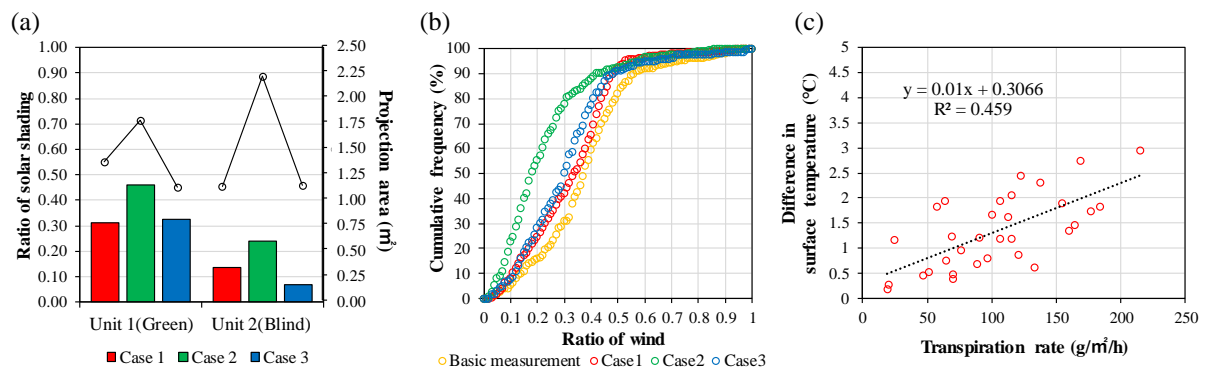 (a)
Ratio of solar shading
1.00
0.90
0.80
0.70
0.60
0.50
0.40
0.30
0.20
0.10
0.00
2.50
2.25
2.00
1.75
1.50
1.25
1.00
0.75
0.50
0.25
0.00
Projection area (㎡)
Unit 1(Green) Unit 2(Blind)
Case 1 Case 2 Case 3
(b)
Cumulative frequency (%)
100
90
80
70
60
50
40
30
20
10
0
0 0.1 0.2 0.3 0.4 0.5 0.6 0.7 0.8 0.9 1
Ratio of wind
Basic measurement Case1 Case2 Case3
(c)
Difference in
surface temperature (°C)
5
4.5
4
3.5
3
2.5
2
1.5
1
0.5
0
y = 0.01x + 0.3066
R² = 0.459
0 50 100 150 200 250
Transpiration rate (g/㎡/h)